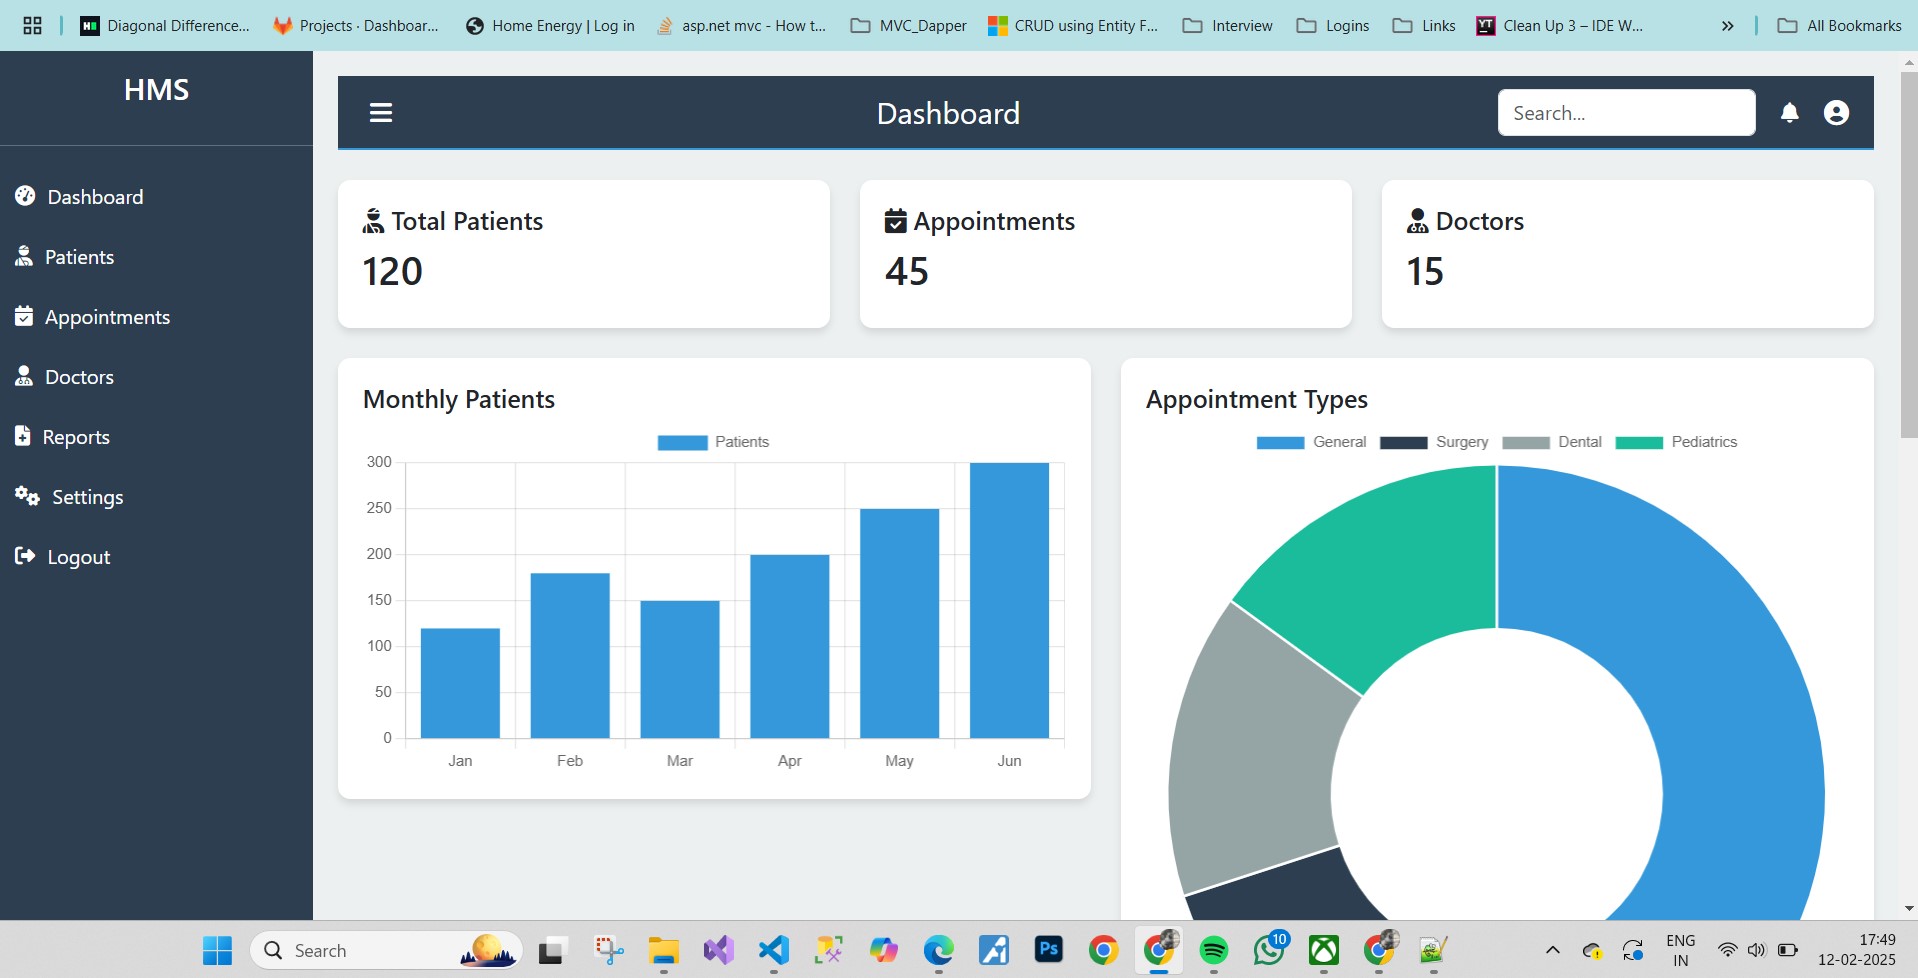 Diagonal Difference...
Projects · Dashboar...
Home Energy | Log in
asp.net mvc - How t...
MVC_Dapper
CRUD using Entity F...
Interview
Logins
Links
Clean Up 3 – IDE W...
All Bookmarks
HMS
Dashboard
Patients
Appointments
Doctors
Reports
Settings
Logout
Dashboard
Search...
Total Patients
120
Appointments
45
Doctors
15
Monthly Patients
Patients
300
250
200
150
100
50
0
Jan Feb Mar Apr May Jun
Appointment Types
General Surgery Dental Pediatrics
Search
Ps
10
ENG
IN
17:49
12-02-2025